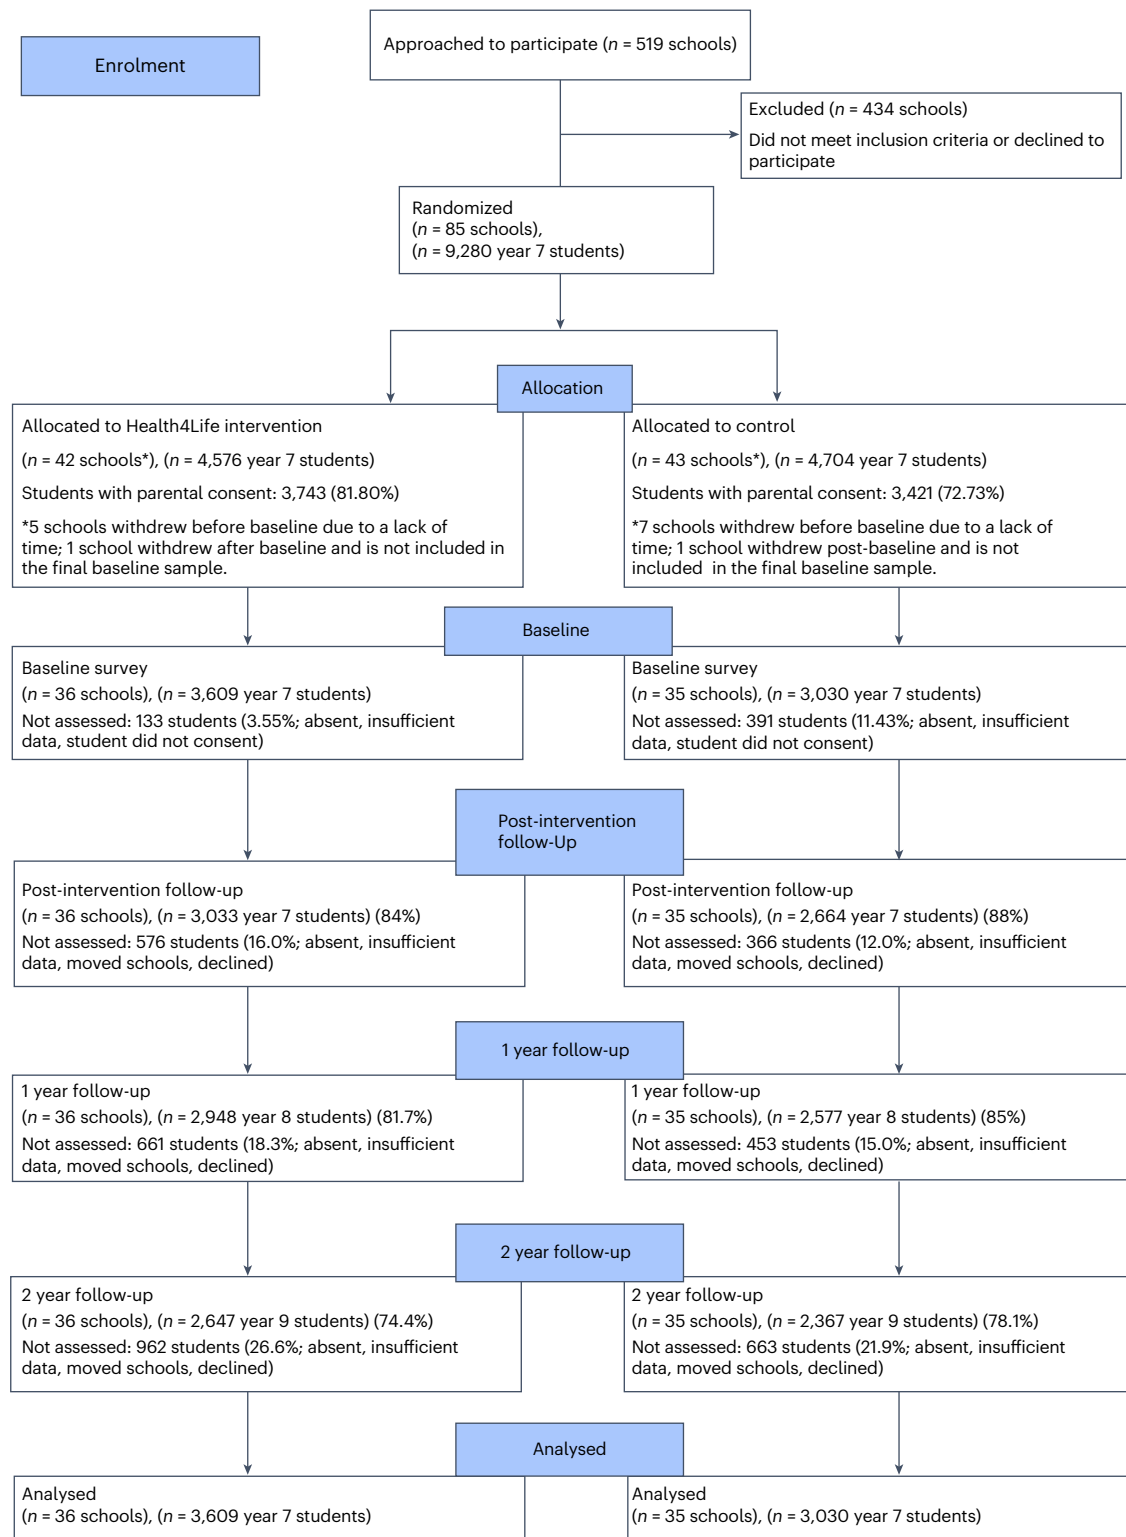 Enrolment
Approached to participate (n = 519 schools)
Excluded (n = 434 schools)
Did not meet inclusion criteria or declined to
participate
Randomized
(n = 85 schools),
(n = 9,280 year 7 students)
Allocation
Allocated to Health4Life intervention
(n = 42 schools*), (n = 4,576 year 7 students)
Students with parental consent: 3,743 (81.80%)
*5 schools withdrew before baseline due to a lack of
time; 1 school withdrew after baseline and is not included in
the final baseline sample.
Allocated to control
(n = 43 schools*), (n = 4,704 year 7 students)
Students with parental consent: 3,421 (72.73%)
*7 schools withdrew before baseline due to a lack of
time; 1 school withdrew post-baseline and is not
included in the final baseline sample.
Baseline
Baseline survey
(n = 36 schools), (n = 3,609 year 7 students)
Not assessed: 133 students (3.55%; absent, insufficient
data, student did not consent)
Baseline survey
(n = 35 schools), (n = 3,030 year 7 students)
Not assessed: 391 students (11.43%; absent, insufficient
data, student did not consent)
Post-intervention
follow-Up
Post-intervention follow-up
(n = 36 schools), (n = 3,033 year 7 students) (84%)
Not assessed: 576 students (16.0%; absent, insufficient
data, moved schools, declined)
Post-intervention follow-up
(n = 35 schools), (n = 2,664 year 7 students) (88%)
Not assessed: 366 students (12.0%; absent, insufficient
data, moved schools, declined)
1 year follow-up
1 year follow-up
(n = 36 schools), (n = 2,948 year 8 students) (81.7%)
Not assessed: 661 students (18.3%; absent, insufficient
data, moved schools, declined)
1 year follow-up
(n = 35 schools), (n = 2,577 year 8 students) (85%)
Not assessed: 453 students (15.0%; absent, insufficient
data, moved schools, declined)
2 year follow-up
2 year follow-up
(n = 36 schools), (n = 2,647 year 9 students) (74.4%)
Not assessed: 962 students (26.6%; absent, insufficient
data, moved schools, declined)
2 year follow-up
(n = 35 schools), (n = 2,367 year 9 students) (78.1%)
Not assessed: 663 students (21.9%; absent, insufficient
data, moved schools, declined)
Analysed
Analysed
(n = 36 schools), (n = 3,609 year 7 students)
Analysed
(n = 35 schools), (n = 3,030 year 7 students)